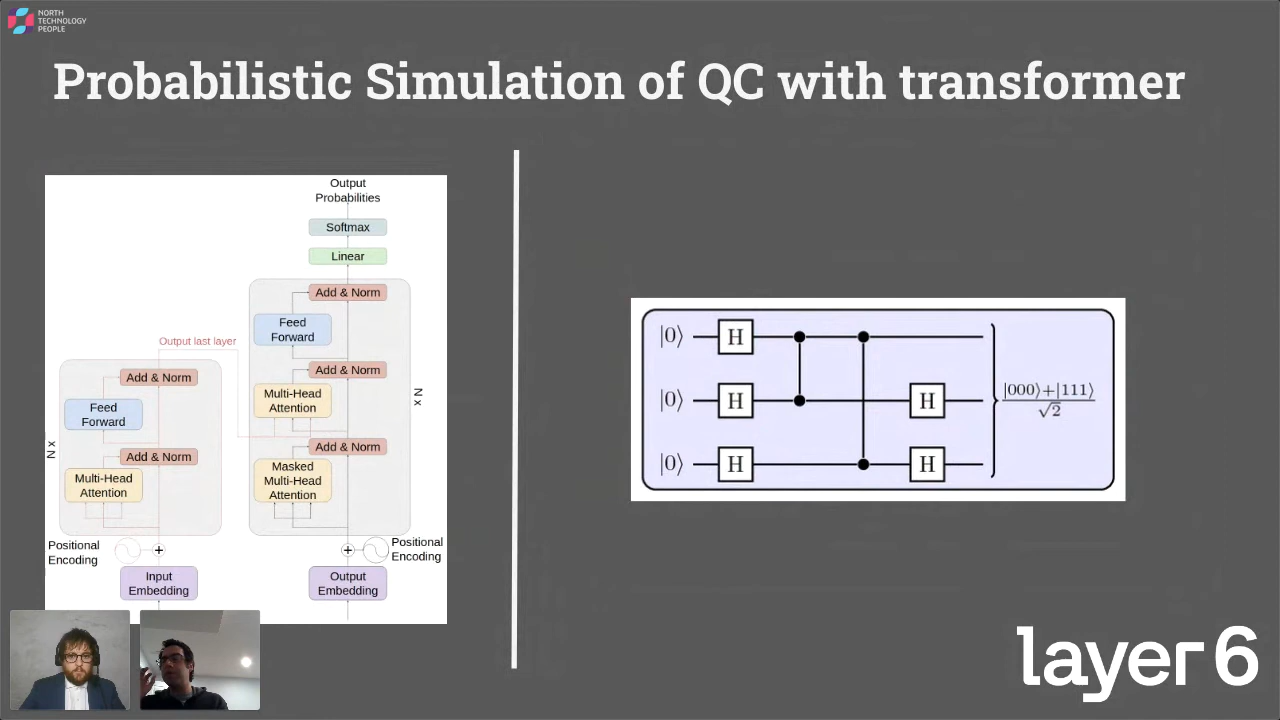 NORTH
TECHNOLOGY
PEOPLE
Probabilistic Simulation of QC with transformer
Output
Probabilities
Softmax
Linear
Add & Norm
Feed
Forward
Add & Norm
Multi-Head
Attention
Add & Norm
Masked
Multi-Head
Attention
N x
Output last layer
Add & Norm
Feed
Forward
Add & Norm
Multi-Head
Attention
N x
Positional
Encoding
+
Input
Embedding
+
Positional
Encoding
Output
Embedding
|0⟩ H
|0⟩ H H
|0⟩ H H
|000⟩+|111⟩
√2
layer 6